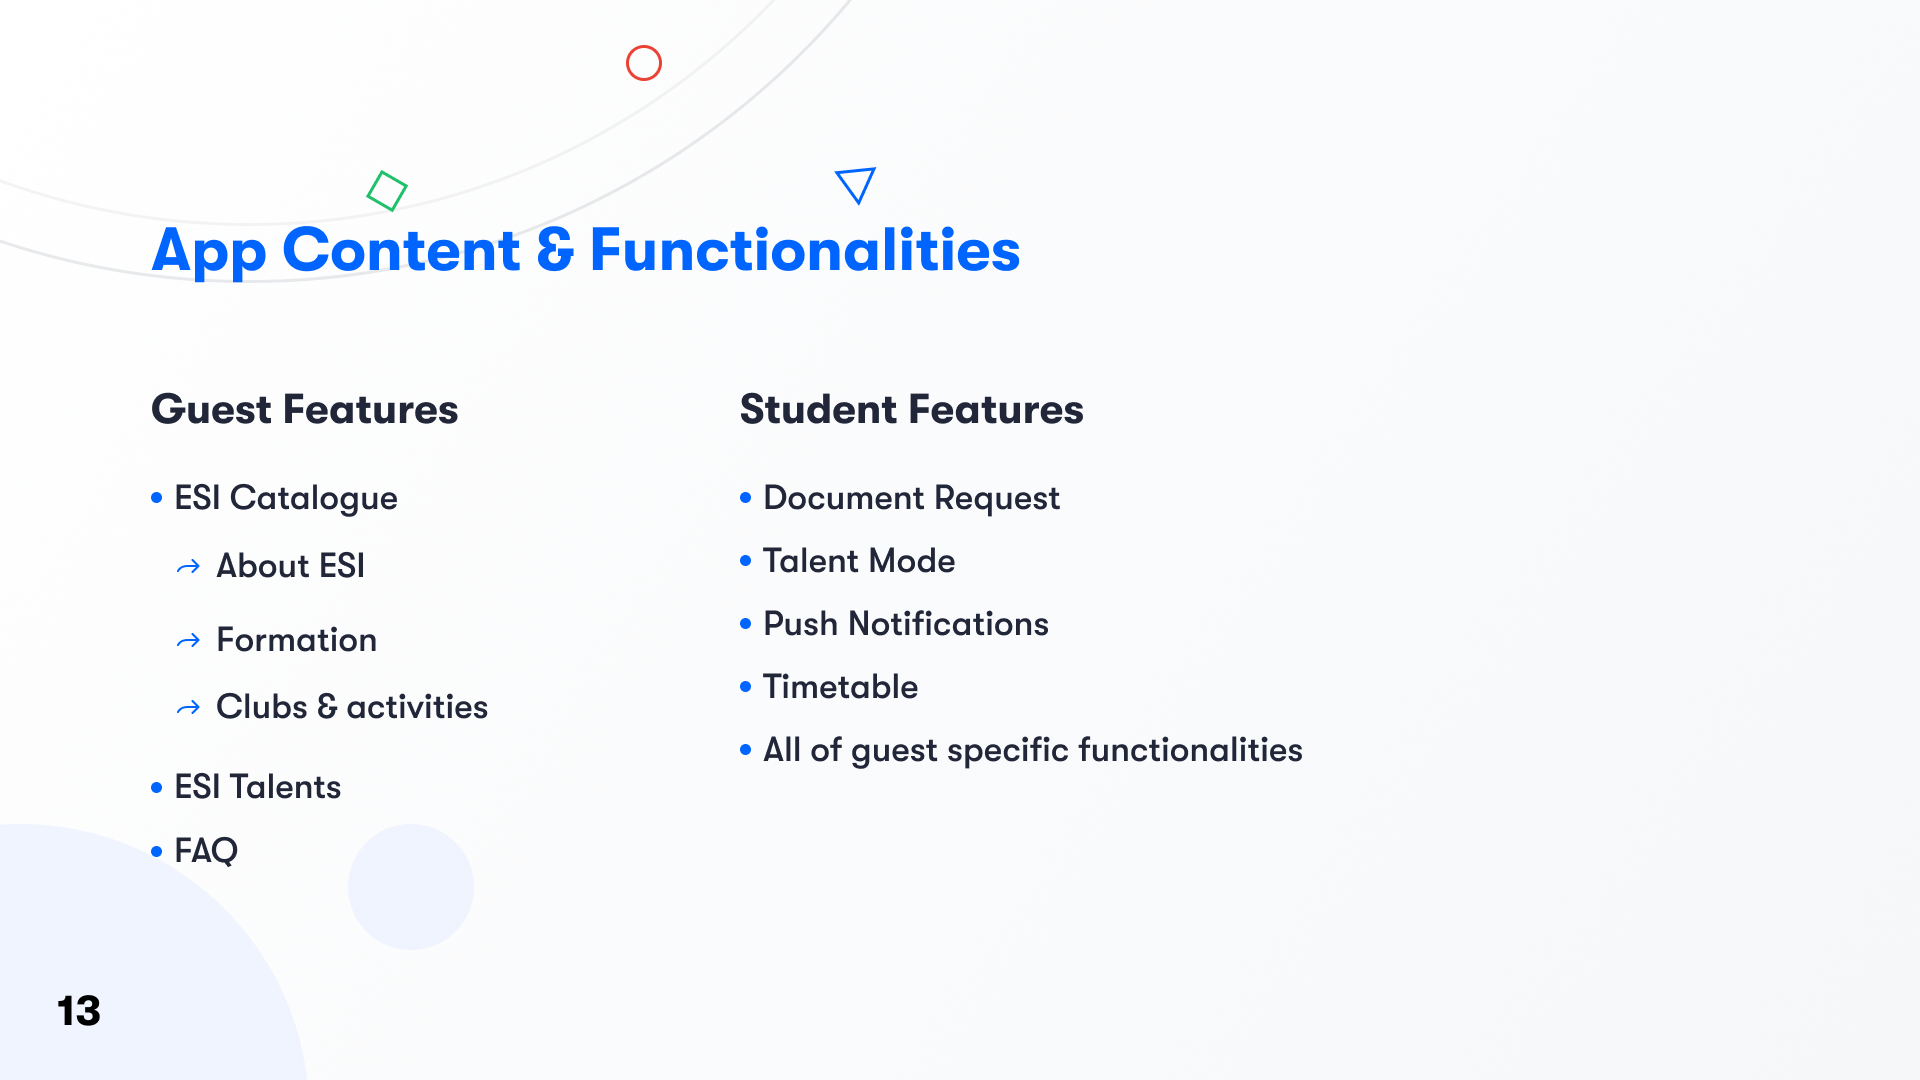 App Content & Functionalities
Guest Features
ESI Catalogue
About ESI
Formation
Clubs & activities
ESI Talents
FAQ
Student Features
Document Request
Talent Mode
Push Notifications
Timetable
All of guest specific functionalities
13